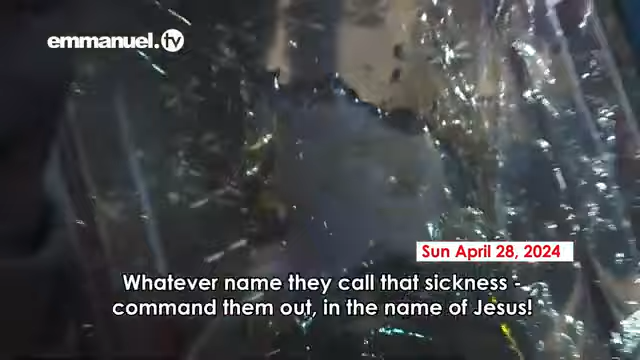 emmanuel.tv
Sun April 28, 2024
Whatever name they call that sickness -
command them out, in the name of Jesus!